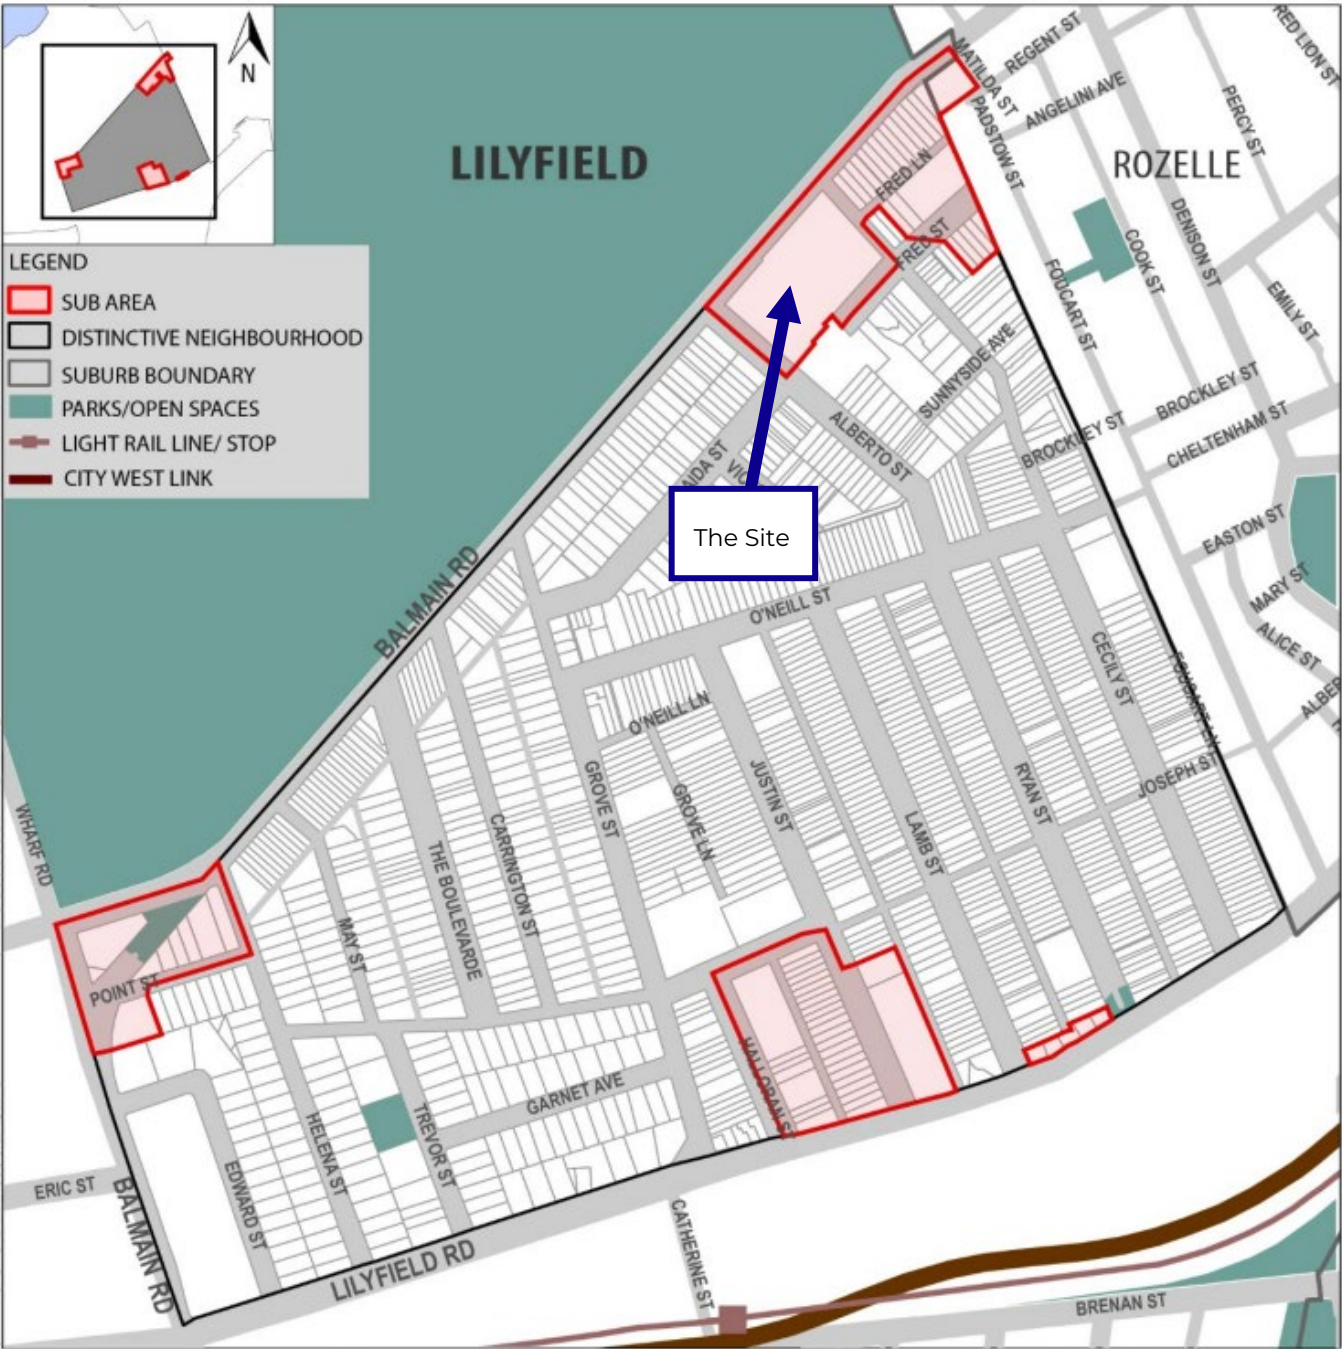 N
LEGEND
SUB AREA
DISTINCTIVE NEIGHBOURHOOD
SUBURB BOUNDARY
PARKS/OPEN SPACES
LIGHT RAIL LINE/ STOP
CITY WEST LINK
LILYFIELD
ROZELLE
MATILDA ST
REGENT ST
RED LION ST
PADSTOW ST
ANGELINI AVE
PERCY ST
FRED LN
FRED ST
DENISON ST
COOK ST
FOUCART ST
EMILY ST
SUNNYSIDE AVE
BROCKLEY ST
BROCKLEY ST
CHELTENHAM ST
ALBERTO ST
AIDA ST
The Site
EASTON ST
MARY ST
ALICE ST
BALMAIN RD
O'NEILL ST
CECILY ST
FOUCART LN
O'NEILL LN
GROVE ST
GROVE LN
JUSTIN ST
LAMB ST
RYAN ST
JOSEPH ST
WHARF RD
CARRINGTON ST
THE BOULEVARDE
MAY ST
POINT ST
HALLORAN ST
GARNET AVE
TREVOR ST
HELENA ST
EDWARD ST
ERIC ST
BALMAIN RD
LILYFIELD RD
CATHERINE ST
BRENAN ST